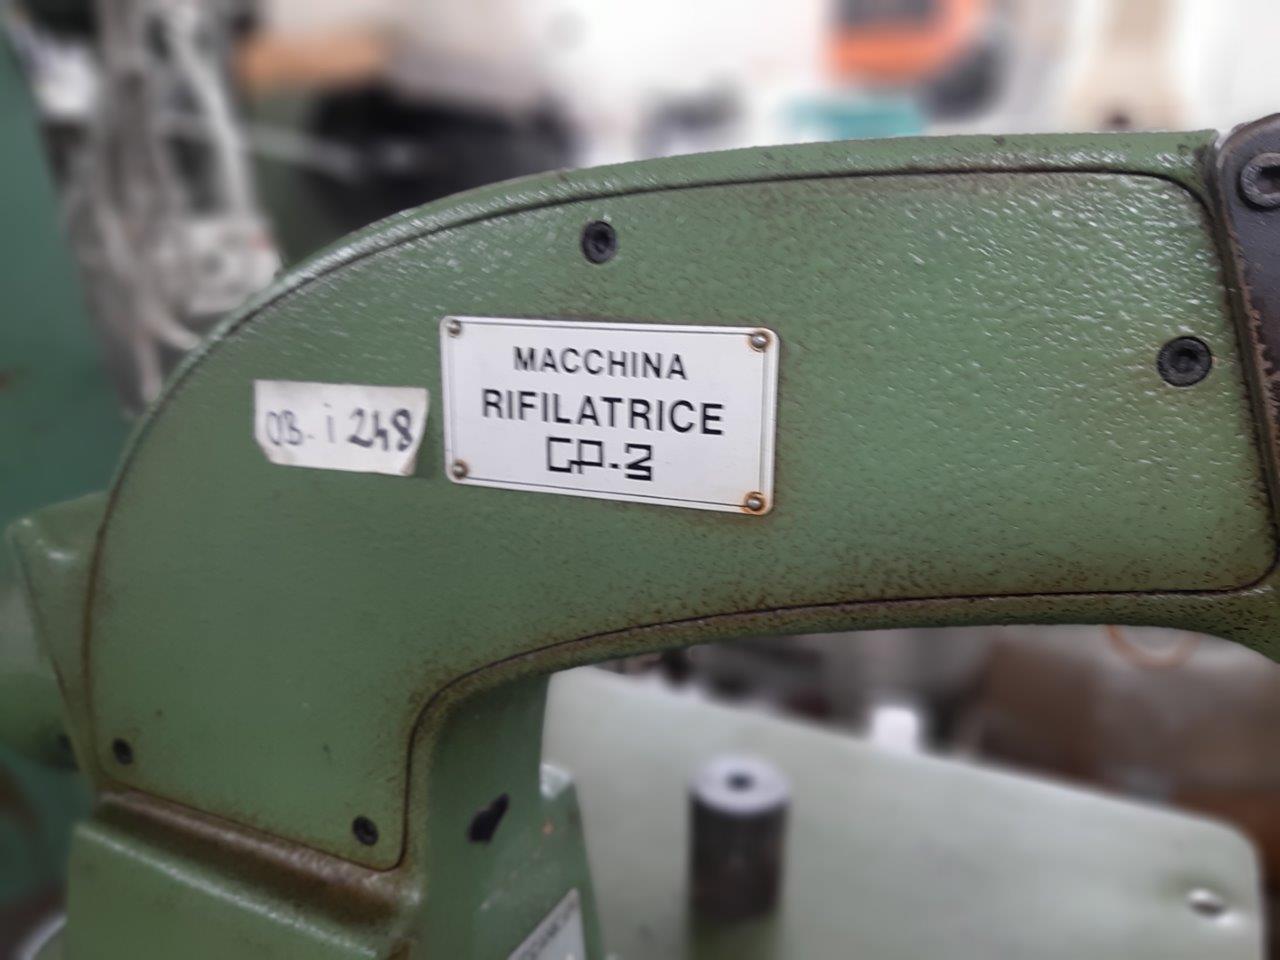 MACCHINA
RIFILATRICE
GP-3
OB-i 248